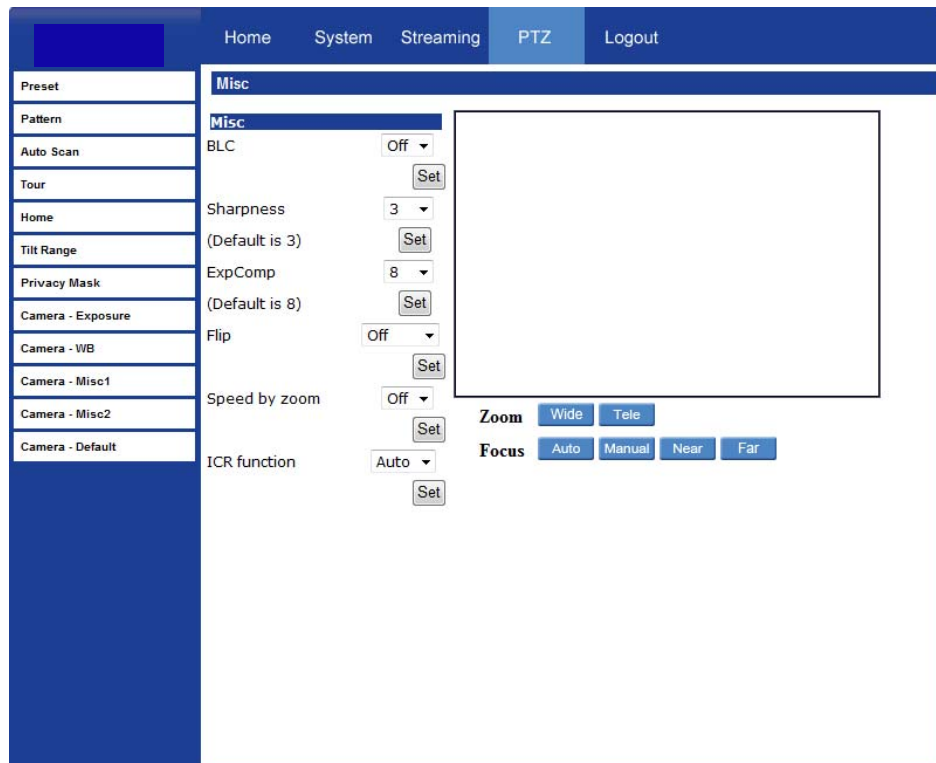 Home System Streaming PTZ Logout
Preset
Pattern
Auto Scan
Tour
Home
Tilt Range
Privacy Mask
Camera - Exposure
Camera - WB
Camera - Misc1
Camera - Misc2
Camera - Default
Misc
Misc
BLC Off
Set
Sharpness 3
(Default is 3) Set
ExpComp 8
(Default is 8) Set
Flip Off
Set
Speed by zoom Off
Set
ICR function Auto
Set
Zoom Wide Tele
Focus Auto Manual Near Far